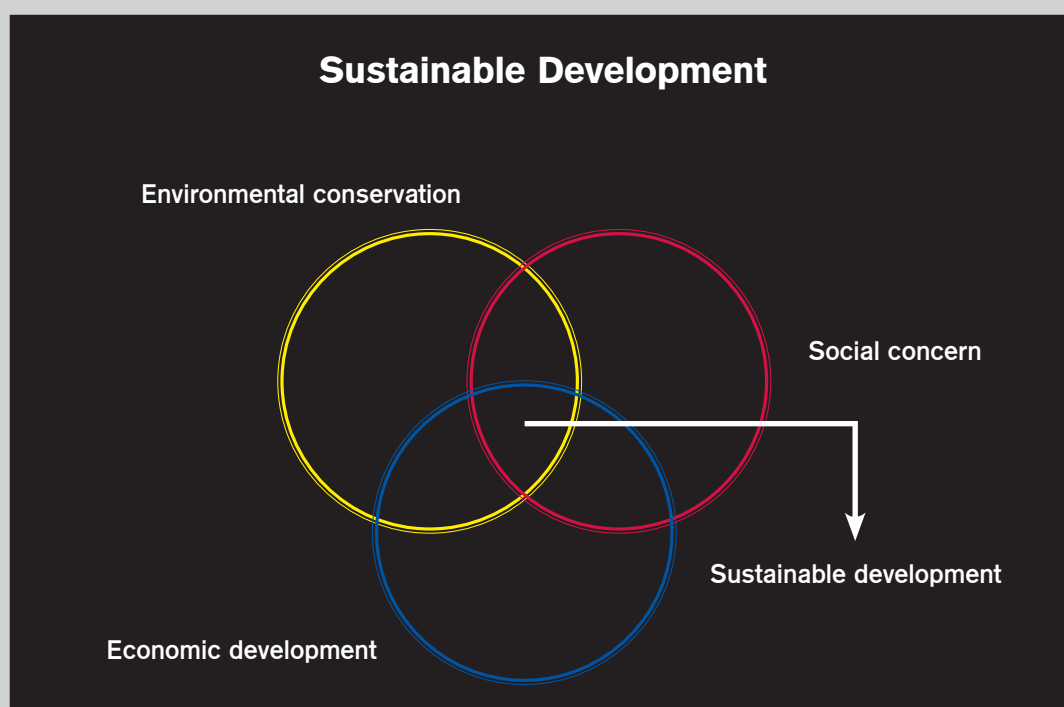 Sustainable Development
Environmental conservation
Social concern
Sustainable development
Economic development